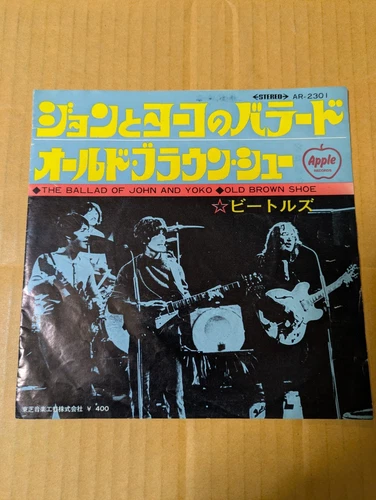 STEREO AR-2301
ジョンとヨーコのバラード
オールド・ブラウン・シュー
Apple
RECORDS
◆THE BALLAD OF JOHN AND YOKO ◆OLD BROWN SHOE
☆ビートルズ
東芝音楽工業株式会社 ¥ 400